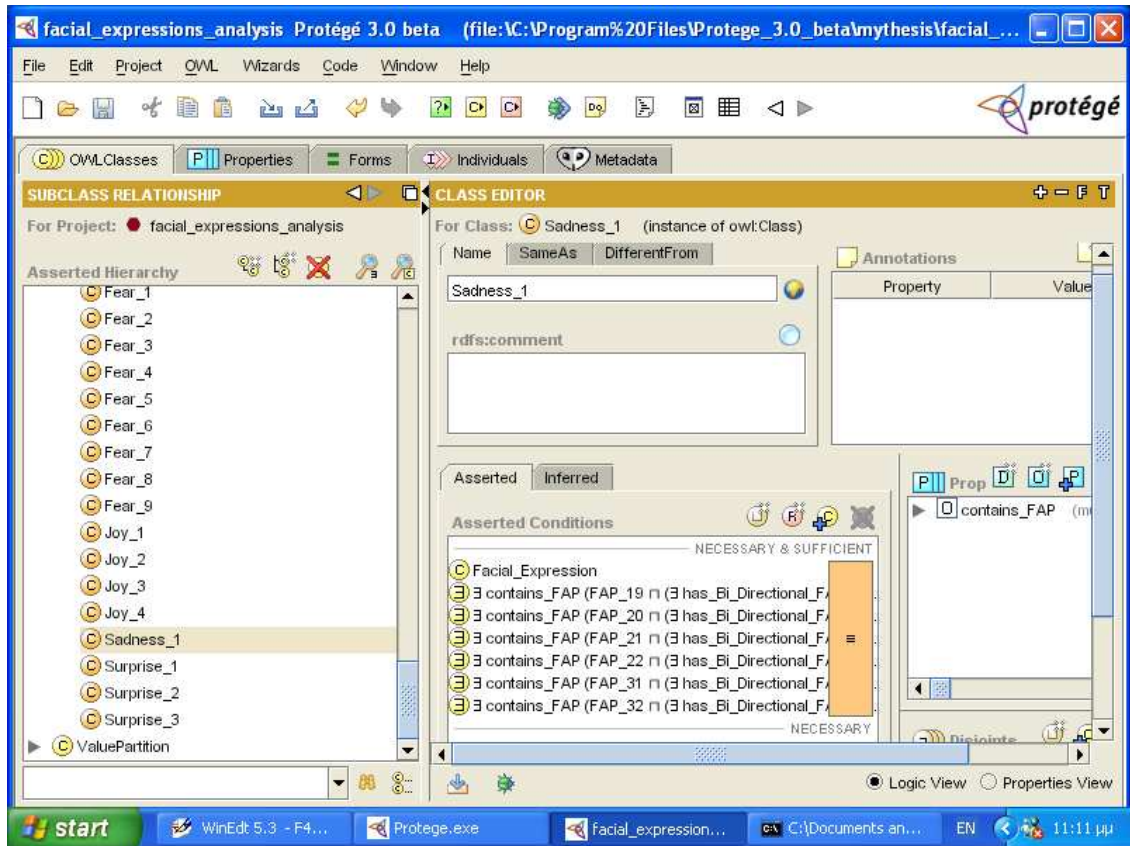 facial_expressions_analysis Protégé 3.0 beta (file:\C:\Program%20Files\Protege_3.0_beta\mythesis\facial_...
File Edit Project OWL Wizards Code Window Help
protégé
OWLClasses Properties Forms Individuals Metadata
SUBCLASS RELATIONSHIP
For Project: facial_expressions_analysis
Asserted Hierarchy
Fear_1
Fear_2
Fear_3
Fear_4
Fear_5
Fear_6
Fear_7
Fear_8
Fear_9
Joy_1
Joy_2
Joy_3
Joy_4
Sadness_1
Surprise_1
Surprise_2
Surprise_3
ValuePartition
CLASS EDITOR
For Class: Sadness_1 (instance of owl:Class)
Name SameAs DifferentFrom
Sadness_1
rdfs:comment
Annotations
Property Value
Asserted Inferred
Asserted Conditions
NECESSARY & SUFFICIENT
Facial_Expression
∃ contains_FAP (FAP_19 ⊓ (∃ has_Bi_Directional_F
∃ contains_FAP (FAP_20 ⊓ (∃ has_Bi_Directional_F
∃ contains_FAP (FAP_21 ⊓ (∃ has_Bi_Directional_F
∃ contains_FAP (FAP_22 ⊓ (∃ has_Bi_Directional_F
∃ contains_FAP (FAP_31 ⊓ (∃ has_Bi_Directional_F
∃ contains_FAP (FAP_32 ⊓ (∃ has_Bi_Directional_F
≡
NECESSARY
Prop
contains_FAP
Disjoints
Logic View Properties View
start WinEdt 5.3 - F4... Protege.exe facial_expression... C:\Documents an... EN 11:11 μμ